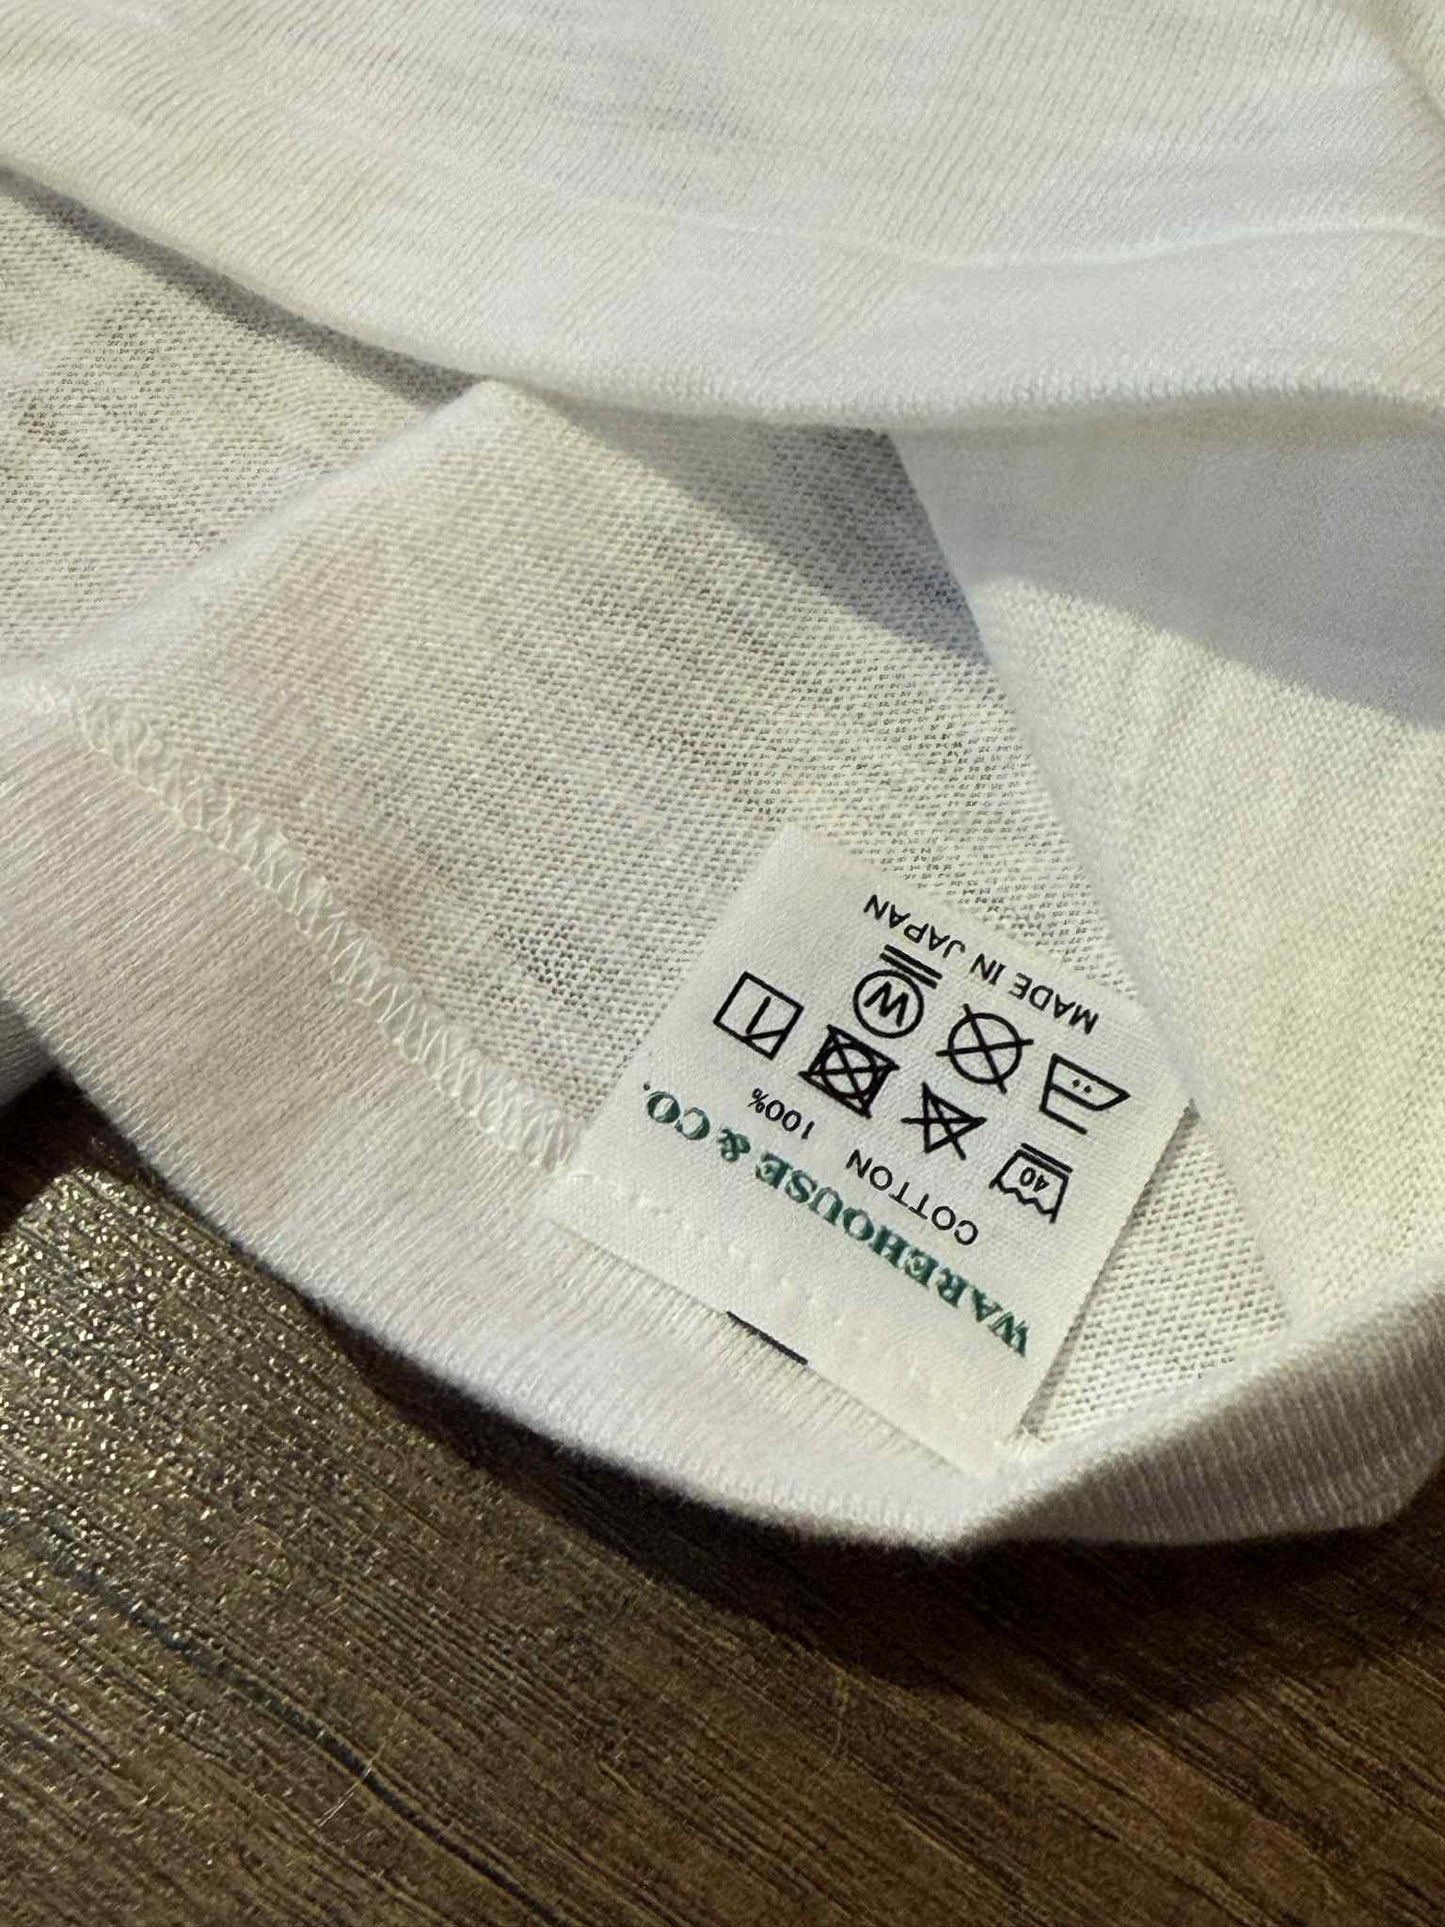 WAREHOUSE & CO.
COTTON 100%
40
W
MADE IN JAPAN